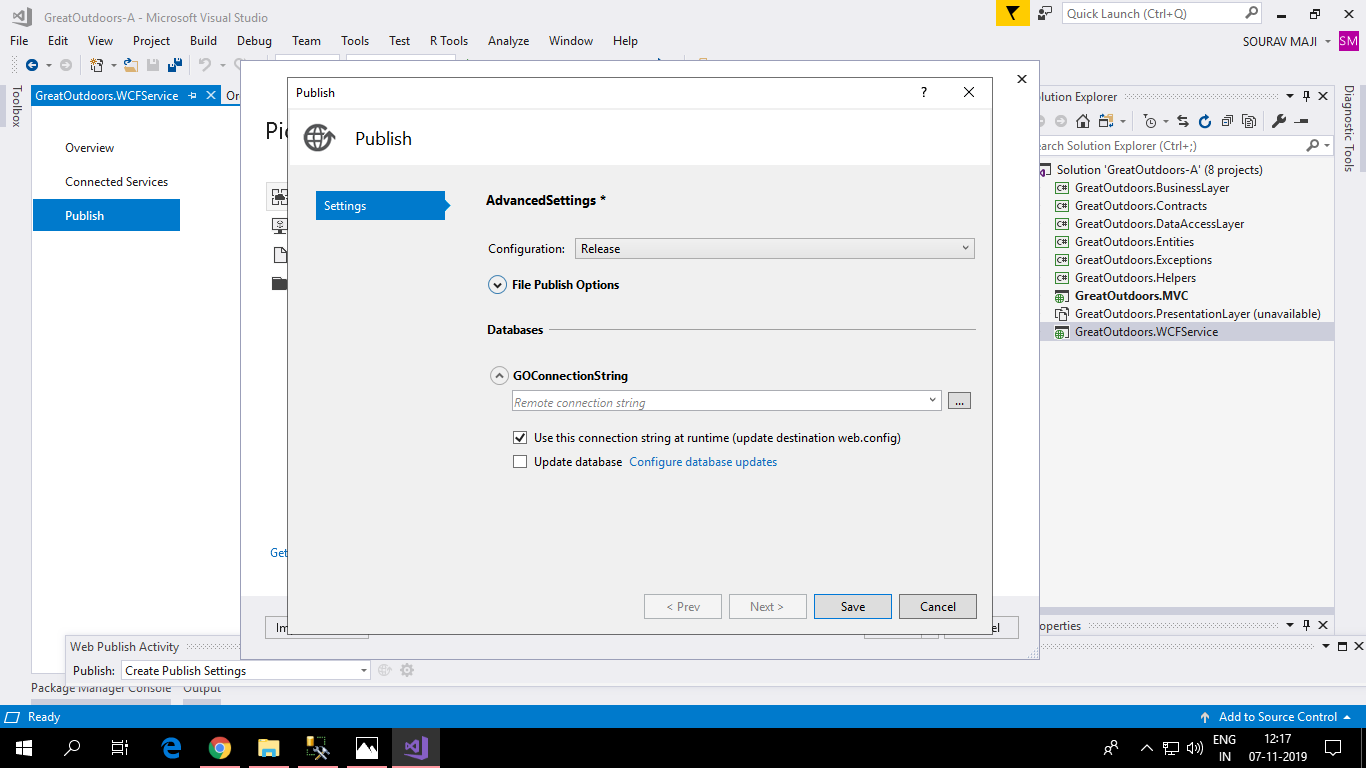 GreatOutdoors-A - Microsoft Visual Studio
Quick Launch (Ctrl+Q)
File Edit View Project Build Debug Team Tools Test R Tools Analyze Window Help
SOURAV MAJI SM
Toolbox
GreatOutdoors.WCFService
Overview
Connected Services
Publish
Publish
?
Publish
Settings
AdvancedSettings *
Configuration: Release
File Publish Options
Databases
GOConnectionString
Remote connection string
...
Use this connection string at runtime (update destination web.config)
Update database Configure database updates
< Prev Next > Save Cancel
Get
Solution 'GreatOutdoors-A' (8 projects)
C# GreatOutdoors.BusinessLayer
C# GreatOutdoors.Contracts
C# GreatOutdoors.DataAccessLayer
C# GreatOutdoors.Entities
C# GreatOutdoors.Exceptions
C# GreatOutdoors.Helpers
GreatOutdoors.MVC
GreatOutdoors.PresentationLayer (unavailable)
GreatOutdoors.WCFService
Explorer
Solution Explorer (Ctrl+;)
Diagnostic Tools
Web Publish Activity
Publish: Create Publish Settings
Package Manager Console Output
Ready
Add to Source Control
ENG
IN
12:17
07-11-2019